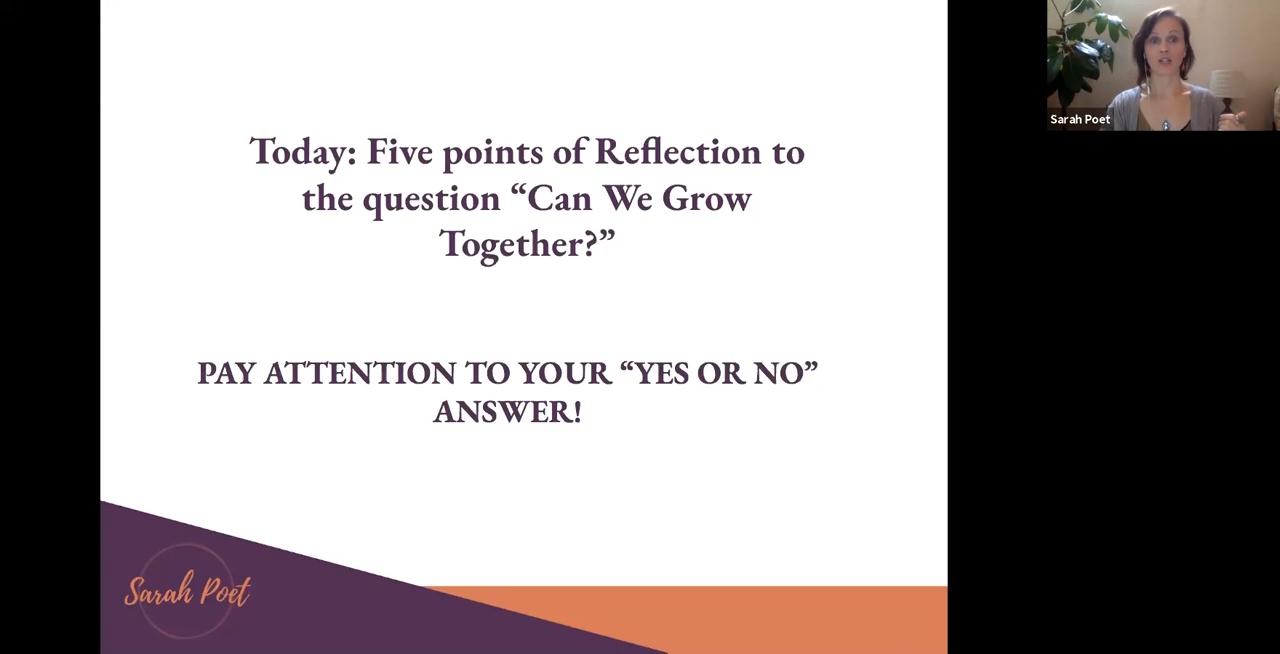 Today: Five points of Reflection to
the question “Can We Grow
Together?”
PAY ATTENTION TO YOUR “YES OR NO”
ANSWER!
Sarah Poet
Sarah Poet